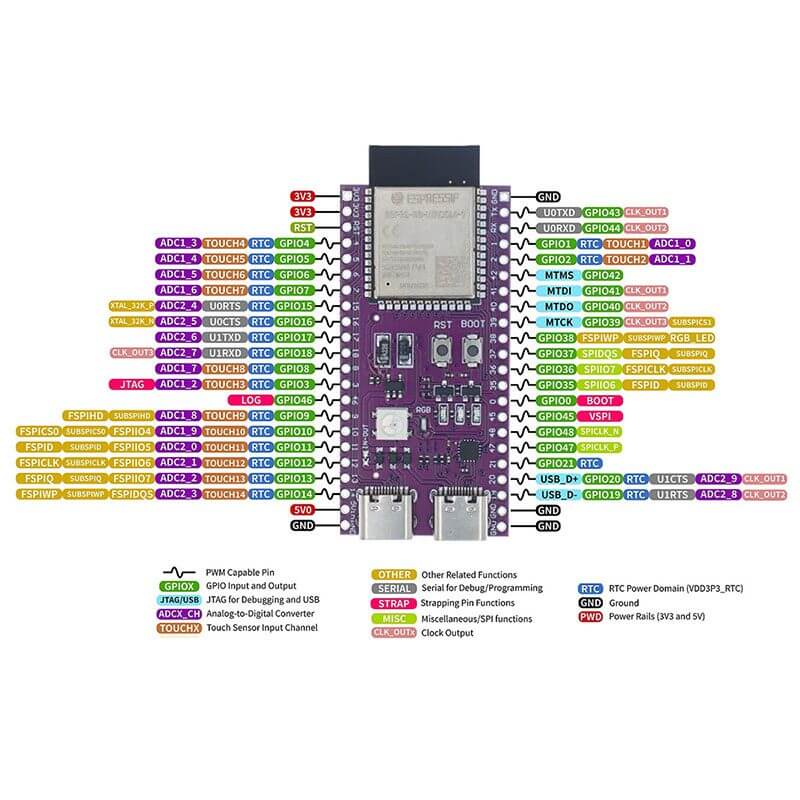 ESPRESSIF
3V3 GND
3V3 U0TXD GPIO43 CLK_OUT1
RST U0RXD GPIO44 CLK_OUT2
ADC1_3 TOUCH4 RTC GPIO4 GPIO1 RTC TOUCH1 ADC1_0
ADC1_4 TOUCH5 RTC GPIO5 GPIO2 RTC TOUCH2 ADC1_1
ADC1_5 TOUCH6 RTC GPIO6 MTMS GPIO42
ADC1_6 TOUCH7 RTC GPIO7 MTDI GPIO41 CLK_OUT1
XTAL_32K_P ADC2_4 U0RTS RTC GPIO15 MTDO GPIO40 CLK_OUT2
XTAL_32K_N ADC2_5 U0CTS RTC GPIO16 MTCK GPIO39 CLK_OUT3 SUBSPICS1
ADC2_6 U1TXD RTC GPIO17 GPIO38 FSPIWP SUBSPIWP RGB_LED
CLK_OUT3 ADC2_7 U1RXD RTC GPIO18 GPIO37 SPIDQS FSPIQ SUBSPIQ
ADC1_7 TOUCH8 RTC GPIO8 GPIO36 SPIIO7 FSPICLK SUBSPICLK
JTAG ADC1_2 TOUCH3 RTC GPIO3 GPIO35 SPIIO6 FSPID SUBSPID
LOG GPIO46 GPIO0 BOOT
FSPIHD SUBSPIHD ADC1_8 TOUCH9 RTC GPIO9 GPIO45 VSPI
FSPICS0 SUBSPICS0 FSPIIO4 ADC1_9 TOUCH10 RTC GPIO10 GPIO48 SPICLK_N
FSPID SUBSPID FSPIIO5 ADC2_0 TOUCH11 RTC GPIO11 GPIO47 SPICLK_P
FSPICLK SUBSPICLK FSPIIO6 ADC2_1 TOUCH12 RTC GPIO12 GPIO21 RTC
FSPIQ SUBSPIQ FSPIIO7 ADC2_2 TOUCH13 RTC GPIO13 USB_D+ GPIO20 RTC U1CTS ADC2_9 CLK_OUT1
FSPIWP SUBSPIWP FSPIDQS ADC2_3 TOUCH14 RTC GPIO14 USB_D- GPIO19 RTC U1RTS ADC2_8 CLK_OUT2
5V0 GND
GND GND
RST BOOT
RGB
PWM Capable Pin
GPIOX GPIO Input and Output
JTAG/USB JTAG for Debugging and USB
ADCX_CH Analog-to-Digital Converter
TOUCHX Touch Sensor Input Channel
OTHER Other Related Functions
SERIAL Serial for Debug/Programming
STRAP Strapping Pin Functions
MISC Miscellaneous/SPI functions
CLK_OUTx Clock Output
RTC RTC Power Domain (VDD3P3_RTC)
GND Ground
PWD Power Rails (3V3 and 5V)